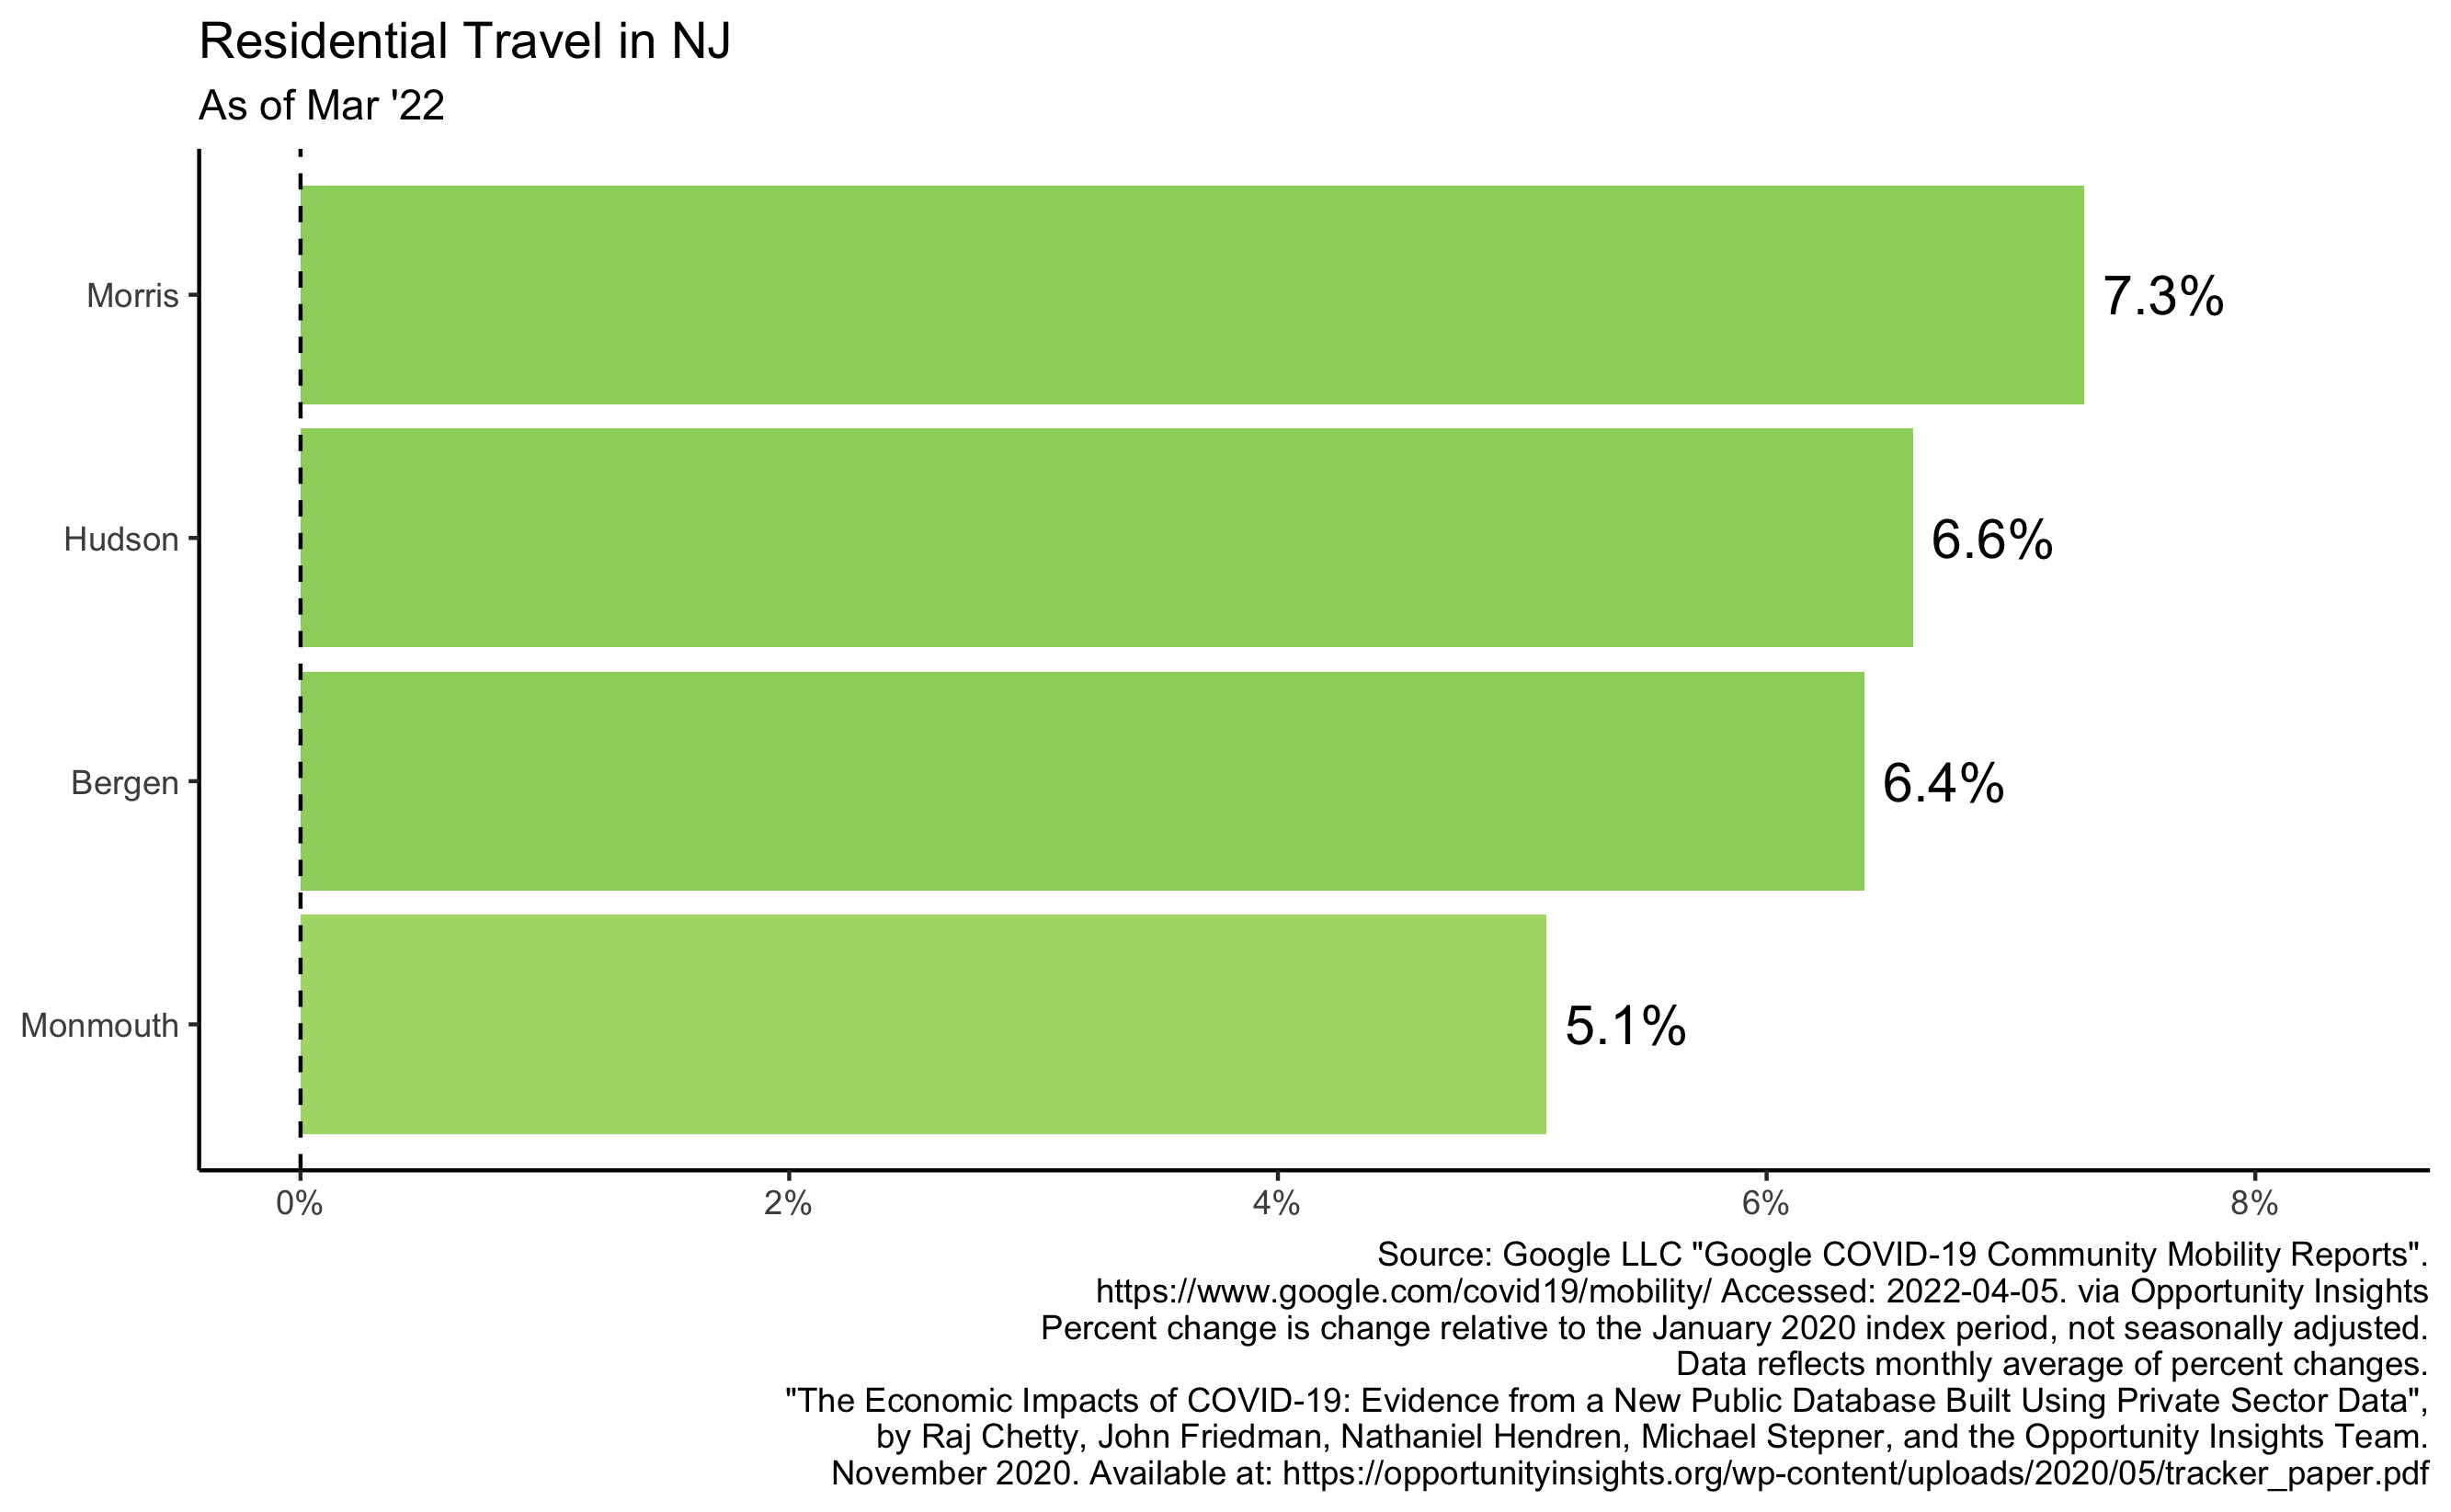 Residential Travel in NJ
As of Mar '22
Morris
7.3%
Hudson
6.6%
Bergen
6.4%
Monmouth
5.1%
0% 2% 4% 6% 8%
Source: Google LLC "Google COVID-19 Community Mobility Reports".
https://www.google.com/covid19/mobility/ Accessed: 2022-04-05. via Opportunity Insights
Percent change is change relative to the January 2020 index period, not seasonally adjusted.
Data reflects monthly average of percent changes.
"The Economic Impacts of COVID-19: Evidence from a New Public Database Built Using Private Sector Data",
by Raj Chetty, John Friedman, Nathaniel Hendren, Michael Stepner, and the Opportunity Insights Team.
November 2020. Available at: https://opportunityinsights.org/wp-content/uploads/2020/05/tracker_paper.pdf